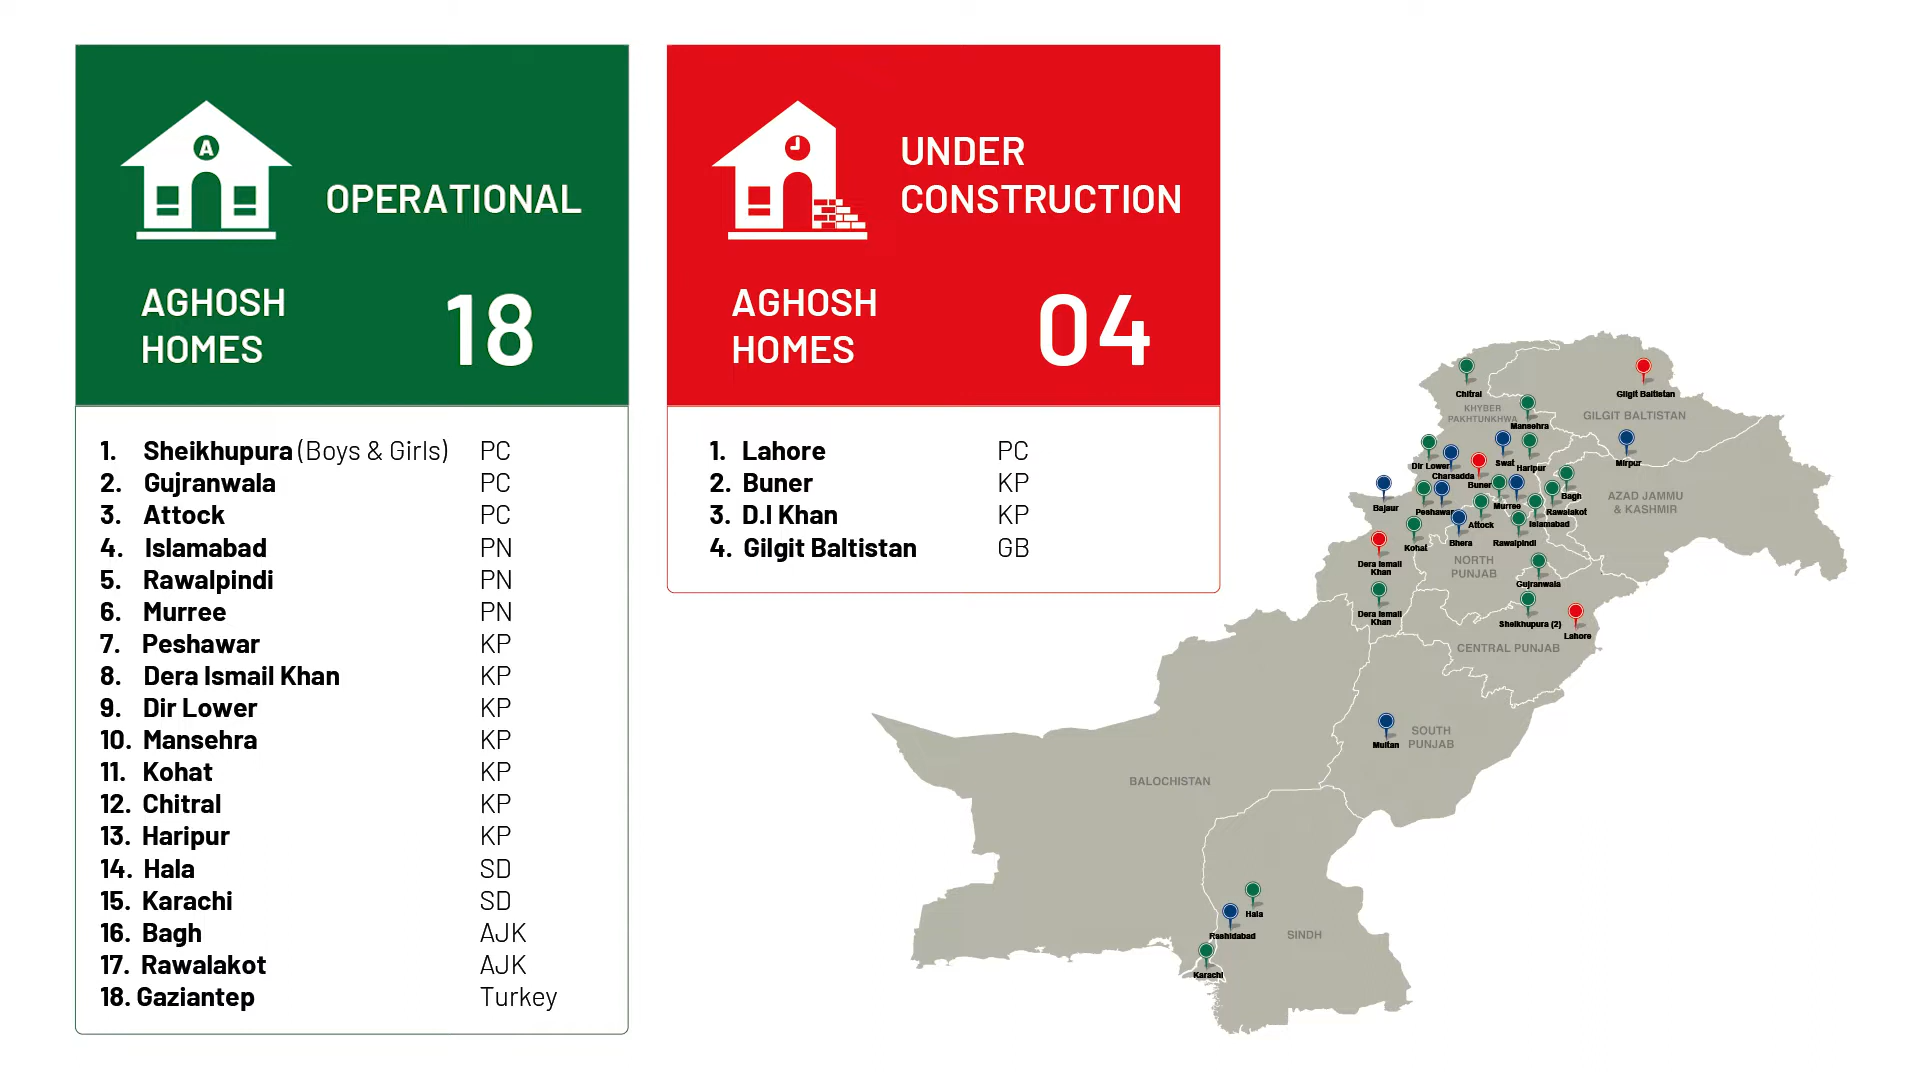 A
OPERATIONAL
AGHOSH
HOMES
18
1. Sheikhupura (Boys & Girls) PC
2. Gujranwala PC
3. Attock PC
4. Islamabad PN
5. Rawalpindi PN
6. Murree PN
7. Peshawar KP
8. Dera Ismail Khan KP
9. Dir Lower KP
10. Mansehra KP
11. Kohat KP
12. Chitral KP
13. Haripur KP
14. Hala SD
15. Karachi SD
16. Bagh AJK
17. Rawalakot AJK
18. Gaziantep Turkey
UNDER
CONSTRUCTION
AGHOSH
HOMES
04
1. Lahore PC
2. Buner KP
3. D.I Khan KP
4. Gilgit Baltistan GB
Chitral
Gilgit Baltistan
KHYBER
PAKHTUNKHWA
GILGIT BALTISTAN
Mansehra
Dir Lower
Swat
Haripur
Mirpur
Charsadda
Buner
Bagh
AZAD JAMMU
& KASHMIR
Bajaur
Peshawar
Murree
Rawalakot
Attock
Islamabad
Kohat
Bhera
Rawalpindi
Dera Ismail
Khan
NORTH
PUNJAB
Gujranwala
Dera Ismail
Khan
Sheikhupura (2)
Lahore
CENTRAL PUNJAB
SOUTH
PUNJAB
Multan
BALOCHISTAN
Hala
Rashidabad
SINDH
Karachi